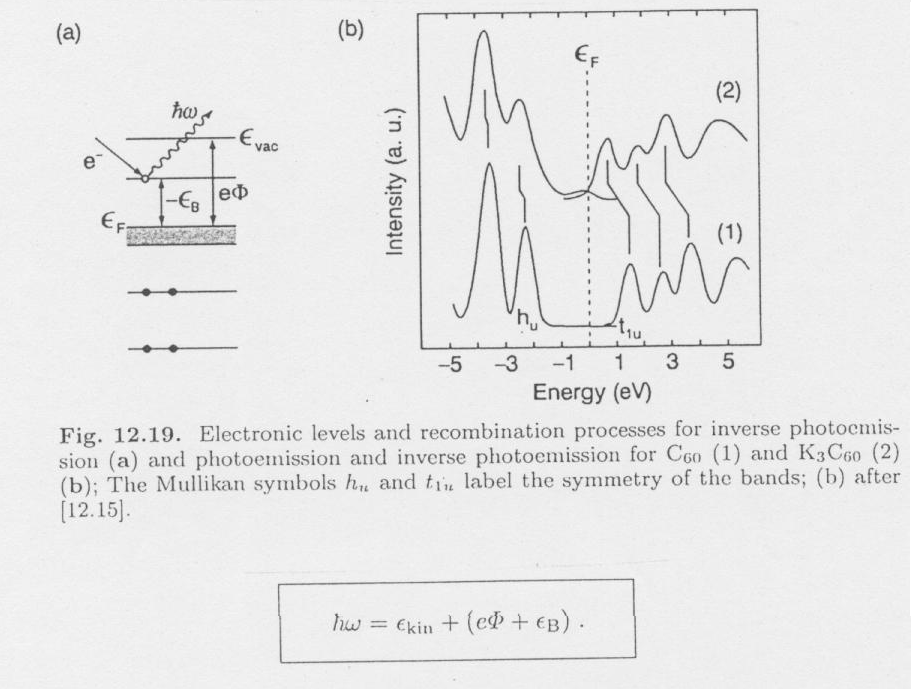 (a)
ħω
ϵvac
e⁻
-ϵB
eΦ
ϵF
(b)
Intensity (a. u.)
ϵF
(2)
(1)
hu
t1u
−5 −3 −1 1 3 5
Energy (eV)
Fig. 12.19. Electronic levels and recombination processes for inverse photoemis-
sion (a) and photoemission and inverse photoemission for C60 (1) and K3C60 (2)
(b); The Mullikan symbols hu and t1u label the symmetry of the bands; (b) after
[12.15].
ħω = ϵkin + (eΦ + ϵB) .